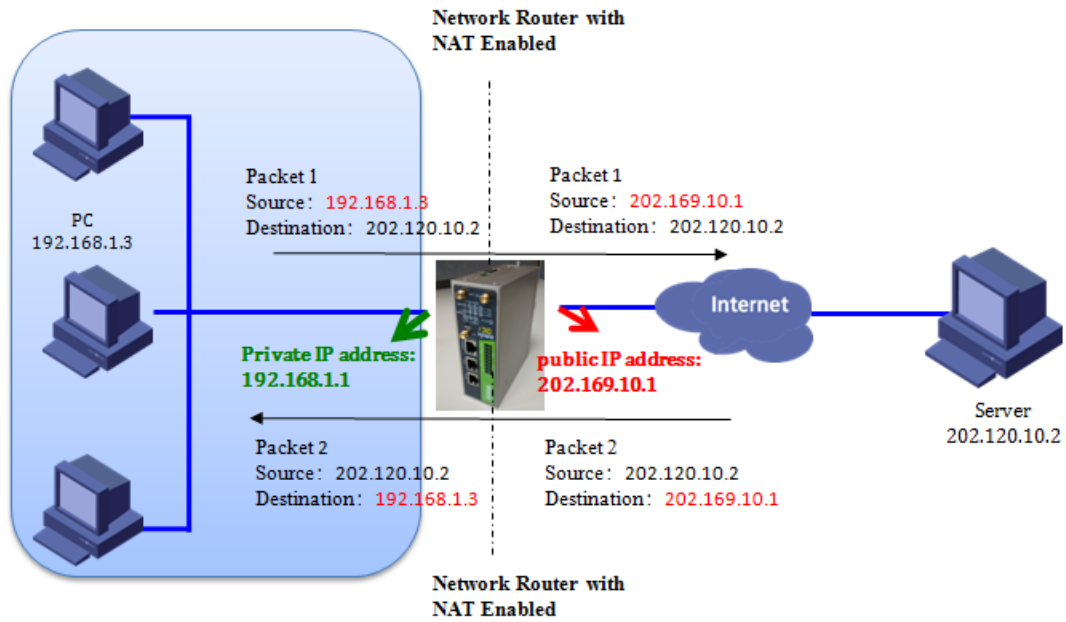 Network Router with
NAT Enabled
Packet 1
Source：192.168.1.3
Destination：202.120.10.2
Packet 1
Source：202.169.10.1
Destination：202.120.10.2
PC
192.168.1.3
Internet
Private IP address:
192.168.1.1
public IP address:
202.169.10.1
Server
202.120.10.2
Packet 2
Source：202.120.10.2
Destination：192.168.1.3
Packet 2
Source：202.120.10.2
Destination：202.169.10.1
Network Router with
NAT Enabled